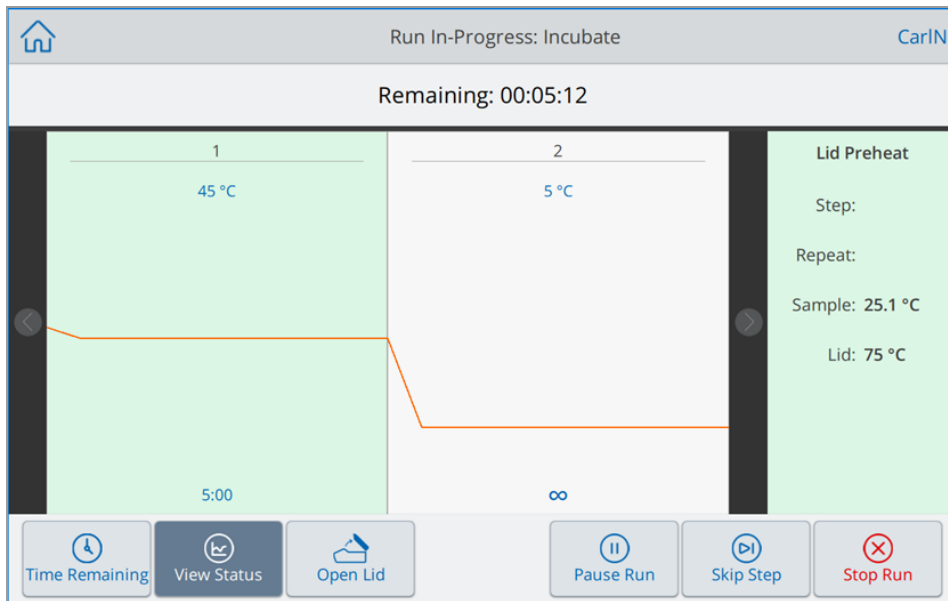 Run In-Progress: Incubate
CarlN
Remaining: 00:05:12
1
45 °C
5:00
2
5 °C
∞
Lid Preheat
Step:
Repeat:
Sample: 25.1 °C
Lid: 75 °C
Time Remaining
View Status
Open Lid
Pause Run
Skip Step
Stop Run